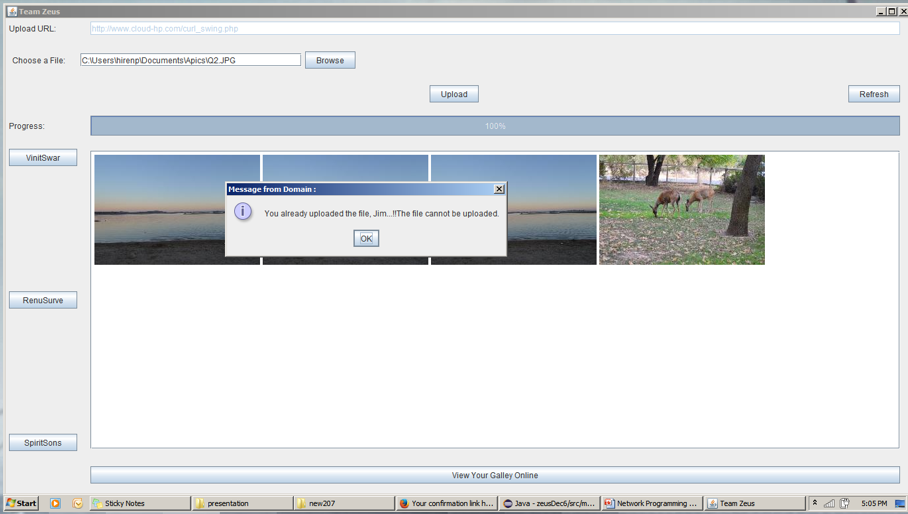 Team Zeus
Upload URL: http://www.cloud-hp.com/curl_swing.php
Choose a File: C:\Users\hirenp\Documents\Apics\Q2.JPG Browse
Upload Refresh
Progress: 100%
VinitSwar
Message from Domain :
You already uploaded the file, Jim...!!The file cannot be uploaded.
OK
RenuSurve
SpiritSons
View Your Galley Online
Start Sticky Notes presentation new207 Your confirmation link h... Java - zeusDec6/src/m... Network Programming ... Team Zeus 5:05 PM